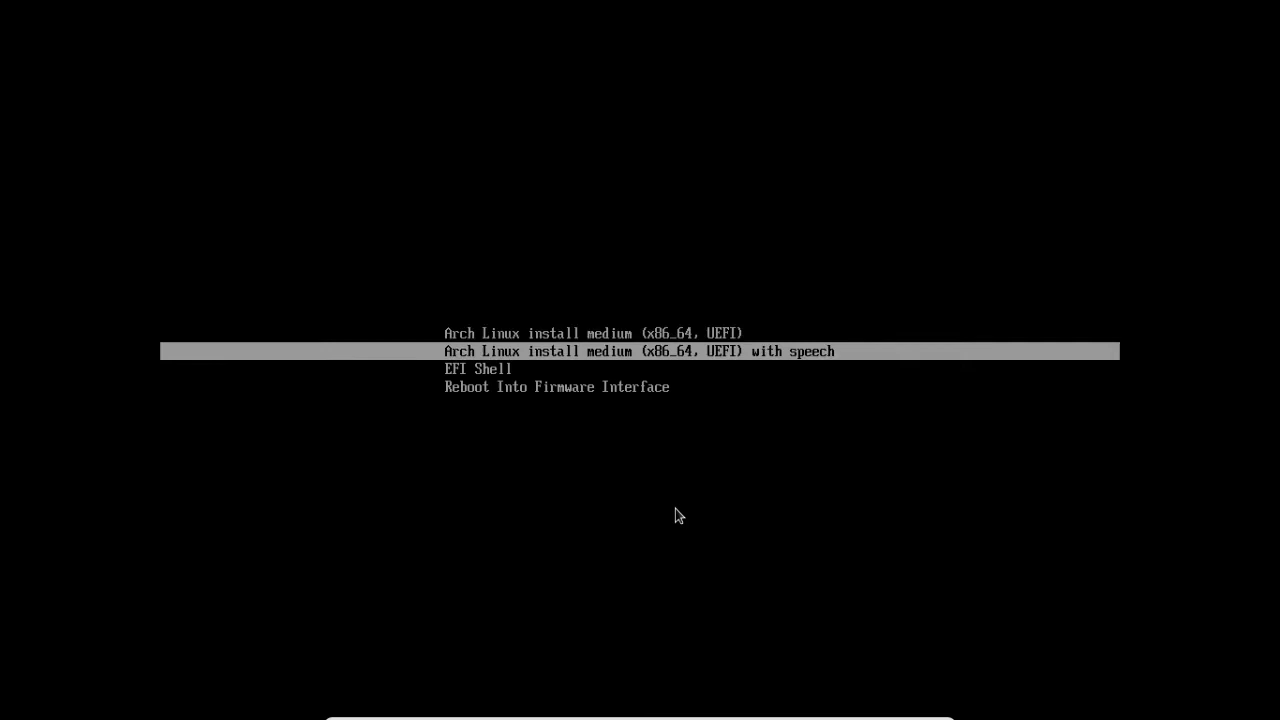 Arch Linux install medium (x86_64, UEFI)
Arch Linux install medium (x86_64, UEFI) with speech
EFI Shell
Reboot Into Firmware Interface